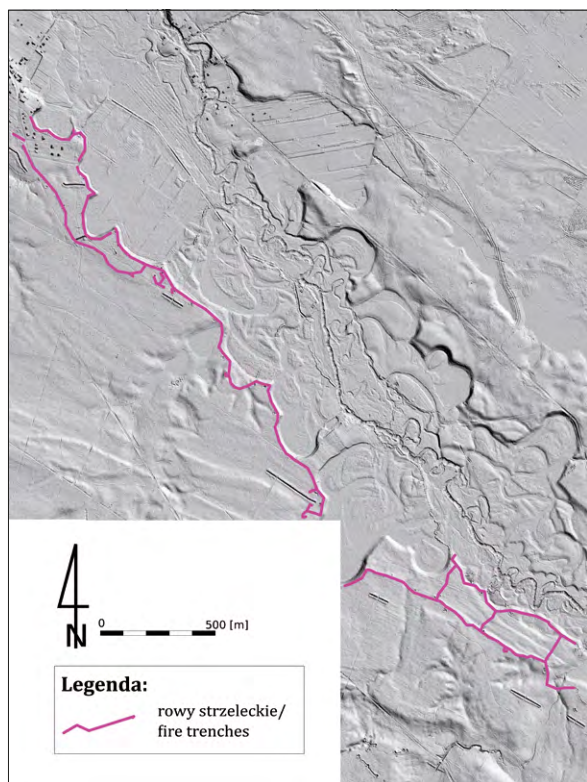 N
0 500 [m]
Legenda:
rowy strzeleckie/
fire trenches